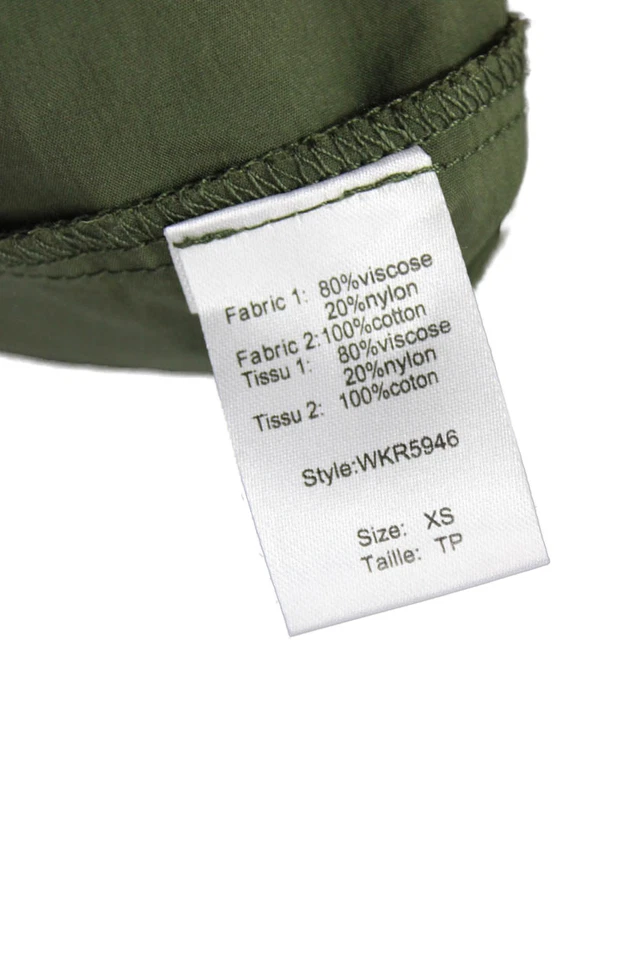 Fabric 1: 80%viscose
20%nylon
Fabric 2:100%cotton
Tissu 1: 80%viscose
20%nylon
Tissu 2: 100%coton
Style:WKR5946
Size: XS
Taille: TP